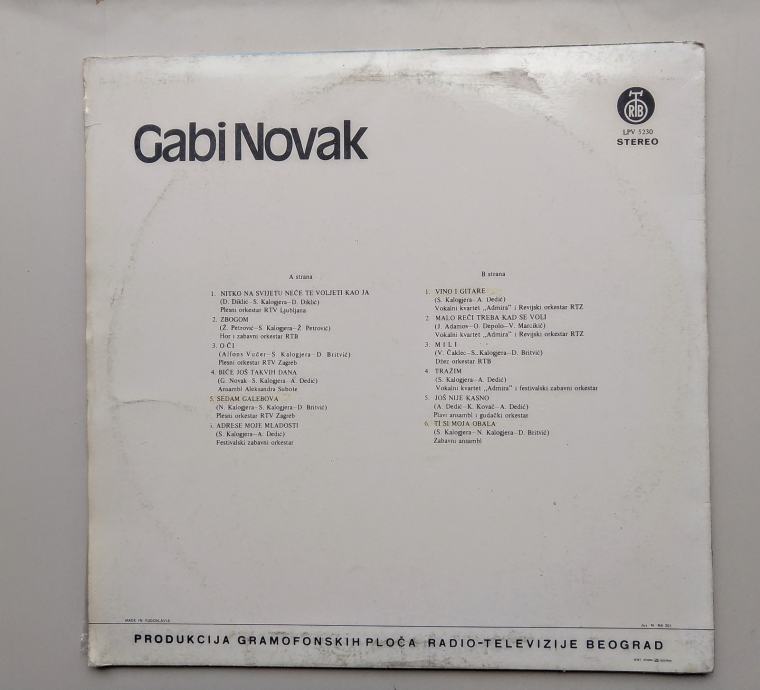 Gabi Novak
RTB
LPV 5230
STEREO
A strana
1. NITKO NA SVIJETU NEĆE TE VOLJETI KAO JA
(D. Diklić—S. Kalogjera—D. Diklić)
Plesni orkestar RTV Ljubljana
2. ZBOGOM
(Ž. Petrović—S. Kalogjera—Ž. Petrović)
Hor i zabavni orkestar RTB
3. OČI
(Alfons Vučer—S. Kalogjera—D. Britvić)
Plesni orkestar RTV Zagreb
4. BIĆE JOŠ TAKVIH DANA
(G. Novak—S. Kalogjera—A. Dedić)
Ansambl Aleksandra Subote
5. SEDAM GALEBOVA
(N. Kalogjera—S. Kalogjera—D. Britvić)
Plesni orkestar RTV Zagreb
ADRESE MOJE MLADOSTI
(S. Kalogjera—A. Dedić)
Festivalski zabavni orkestar
B strana
1. VINO I GITARE
(S. Kalogjera—A. Dedić)
Vokalni kvartet „Admira" i Revijski orkestar RTZ
2. MALO REČI TREBA KAD SE VOLI
(J. Adamos—O. Depolo—V. Marcikić)
Vokalni kvartet „Admira" i Revijski orkestar RTZ
3. MILI
(V. Čaklec—S. Kalogjera—D. Britvić)
Džez orkestar RTB
4. TRAŽIM
(S. Kalogjera—A. Dedić)
Vokalni kvartet „Admira" i festivalski zabavni orkestar
5. JOŠ NIJE KASNO
(A. Dedić—K. Kovač—A. Dedić)
Plavi ansambl i gudački orkestar
6. TI SI MOJA OBALA
(S. Kalogjera—N. Kalogjera—D. Britvić)
Zabavni ansambl
MADE IN YUGOSLAVIA
PRODUKCIJA GRAMOFONSKIH PLOČA RADIO-TELEVIZIJE BEOGRAD